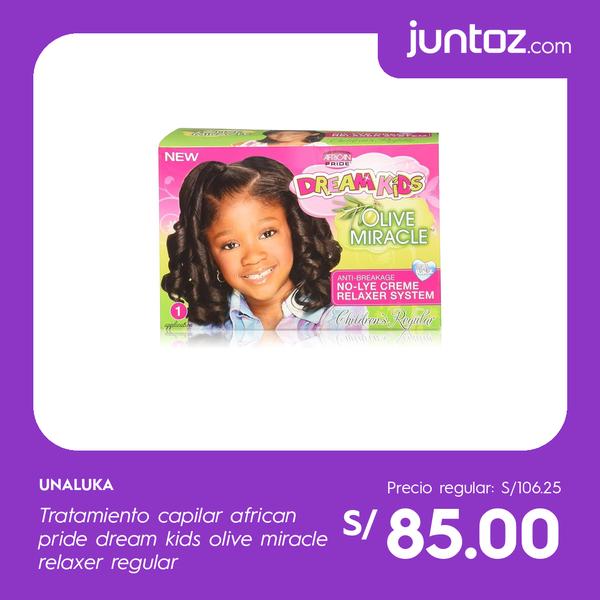 juntoz.com
NEW
AFRICAN
PRIDE
DREAM KIDS
OLIVE
MIRACLE
ANTI-BREAKAGE
NO-LYE CREME
RELAXER SYSTEM
1
application
Children's Regular
UNALUKA
Tratamiento capilar african
pride dream kids olive miracle
relaxer regular
Precio regular: S/106.25
S/ 85.00